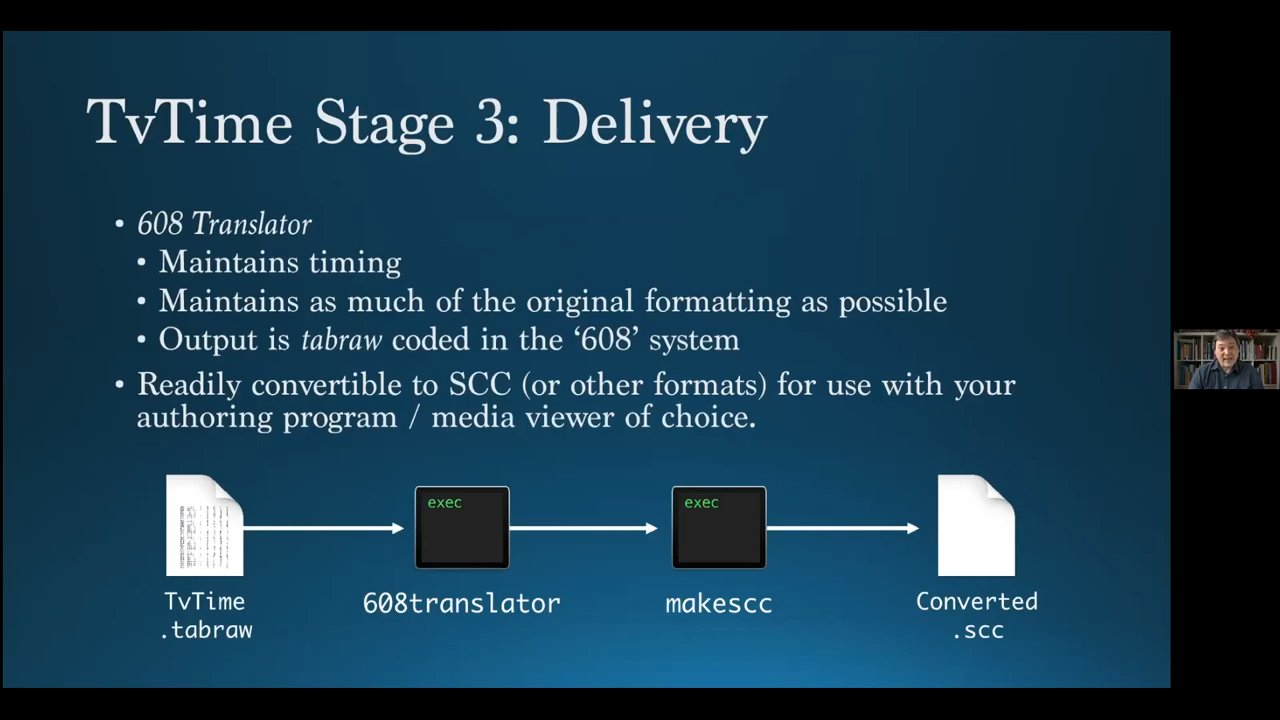 TvTime Stage 3: Delivery
• 608 Translator
• Maintains timing
• Maintains as much of the original formatting as possible
• Output is tabraw coded in the ‘608’ system
• Readily convertible to SCC (or other formats) for use with your
authoring program / media viewer of choice.
exec
exec
TvTime
.tabraw
608translator
makescc
Converted
.scc